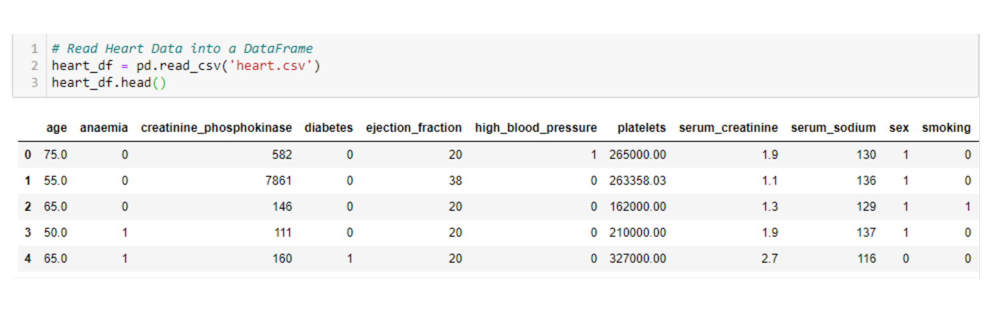 1 # Read Heart Data into a DataFrame
2 heart_df = pd.read_csv('heart.csv')
3 heart_df.head()
age anaemia creatinine_phosphokinase diabetes ejection_fraction high_blood_pressure platelets serum_creatinine serum_sodium sex smoking
0 75.0 0 582 0 20 1 265000.00 1.9 130 1 0
1 55.0 0 7861 0 38 0 263358.03 1.1 136 1 0
2 65.0 0 146 0 20 0 162000.00 1.3 129 1 1
3 50.0 1 111 0 20 0 210000.00 1.9 137 1 0
4 65.0 1 160 1 20 0 327000.00 2.7 116 0 0